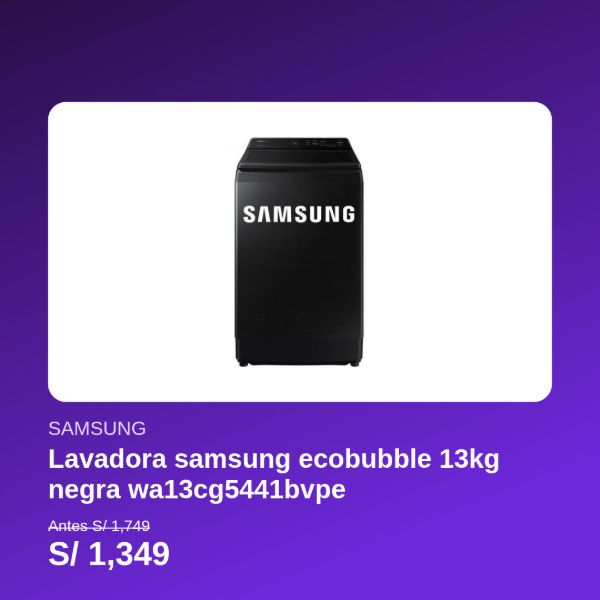 SAMSUNG
SAMSUNG
Lavadora samsung ecobubble 13kg
negra wa13cg5441bvpe
Antes S/ 1,749
S/ 1,349